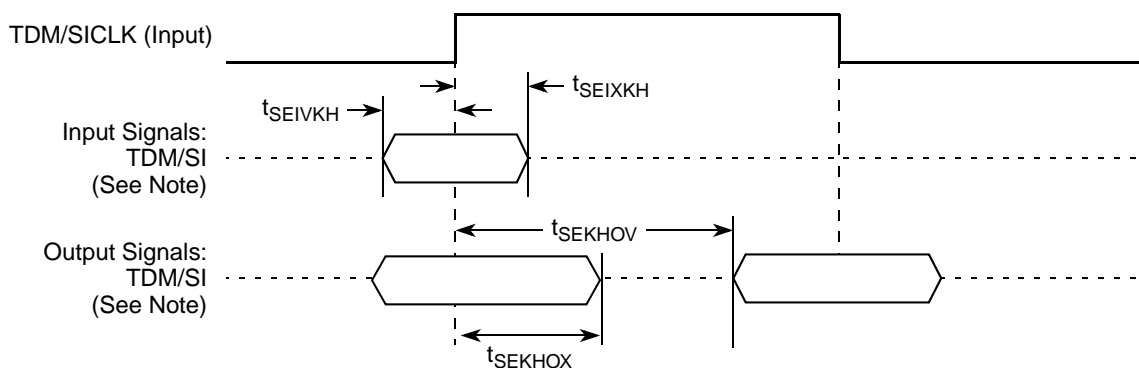 TDM/SICLK (Input)
tSEIXKH
tSEIVKH
Input Signals:
TDM/SI
(See Note)
tSEKHOV
Output Signals:
TDM/SI
(See Note)
tSEKHOX